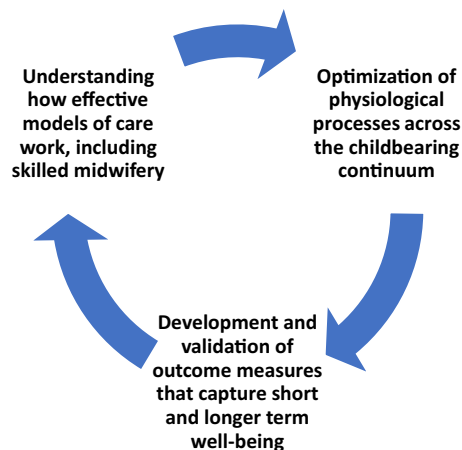 Understanding
how effective
models of care
work, including
skilled midwifery
Optimization of
physiological
processes across
the childbearing
continuum
Development and
validation of
outcome measures
that capture short
and longer term
well-being